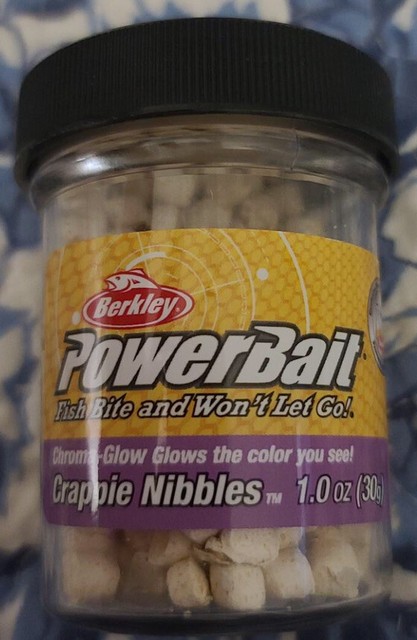 Berkley
PowerBait
Fish Bite and Won't Let Go!
Chroma-Glow Glows the color you see!
Crappie Nibbles™ 1.0 oz (30g)